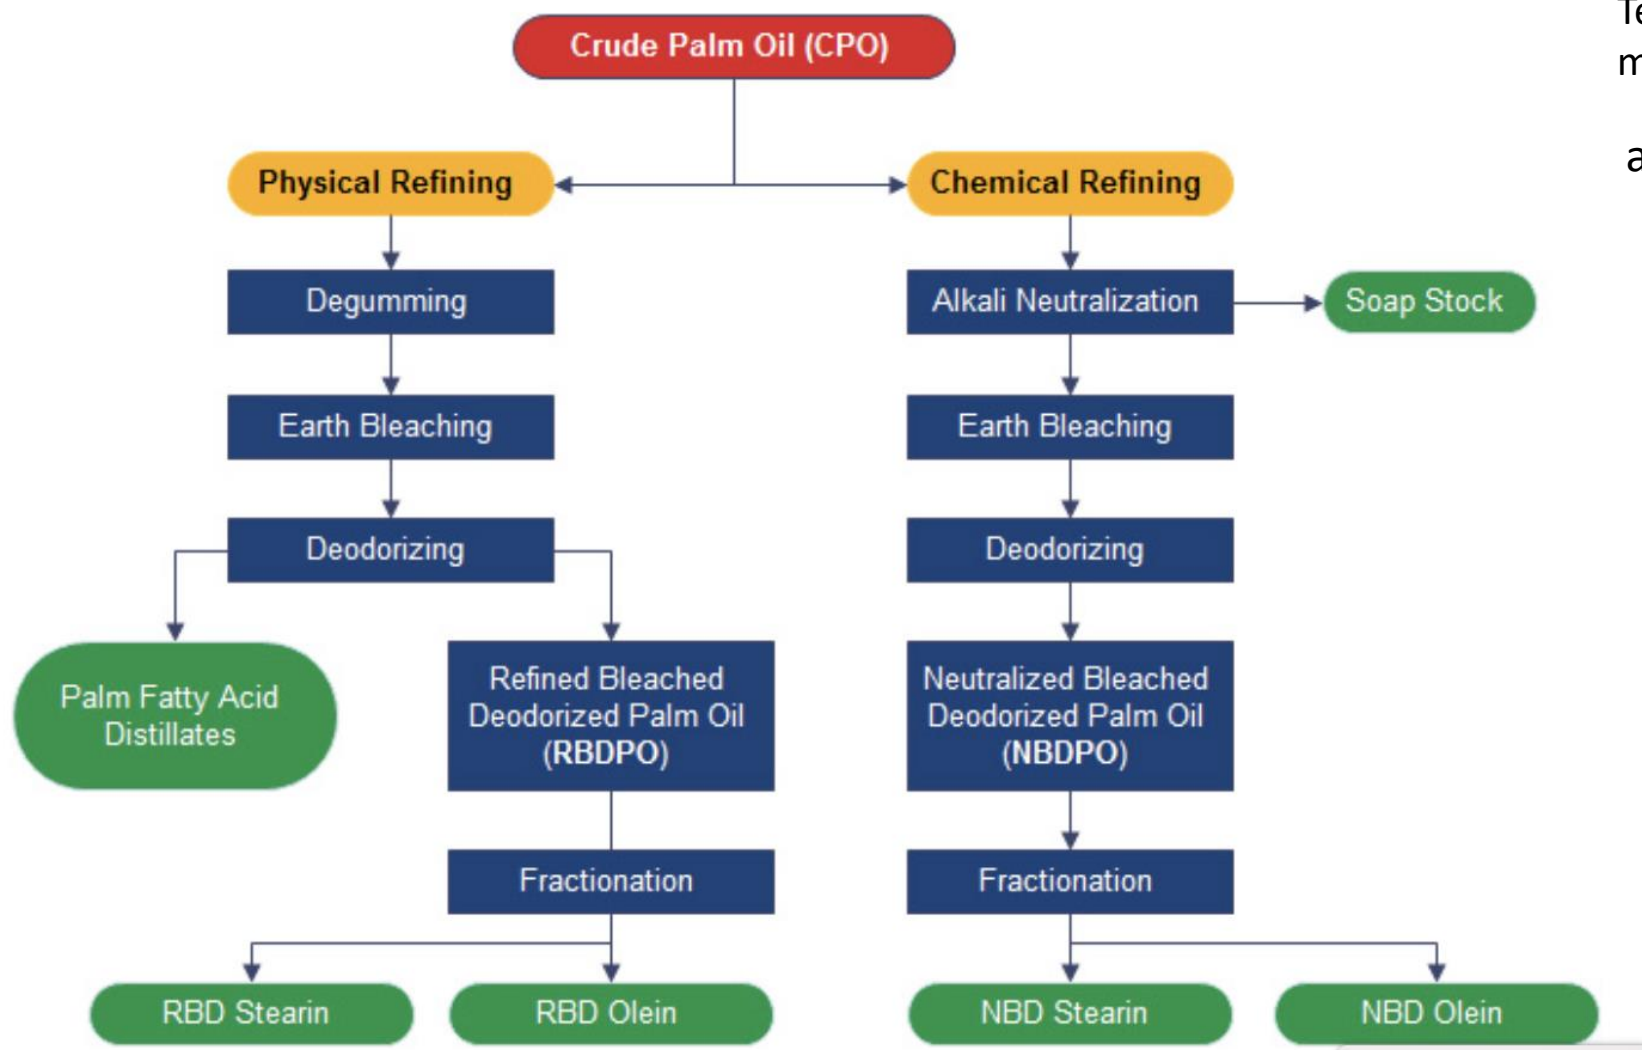 Crude Palm Oil (CPO)
Physical Refining
Chemical Refining
Degumming
Alkali Neutralization
Soap Stock
Earth Bleaching
Earth Bleaching
Deodorizing
Deodorizing
Palm Fatty Acid
Distillates
Refined Bleached
Deodorized Palm Oil
(RBDPO)
Neutralized Bleached
Deodorized Palm Oil
(NBDPO)
Fractionation
Fractionation
RBD Stearin
RBD Olein
NBD Stearin
NBD Olein